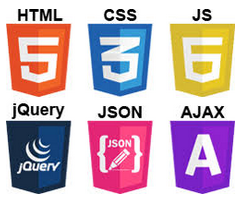 HTML CSS JS
5 3 6
jQuery JSON AJAX
jQuery {JSON} A